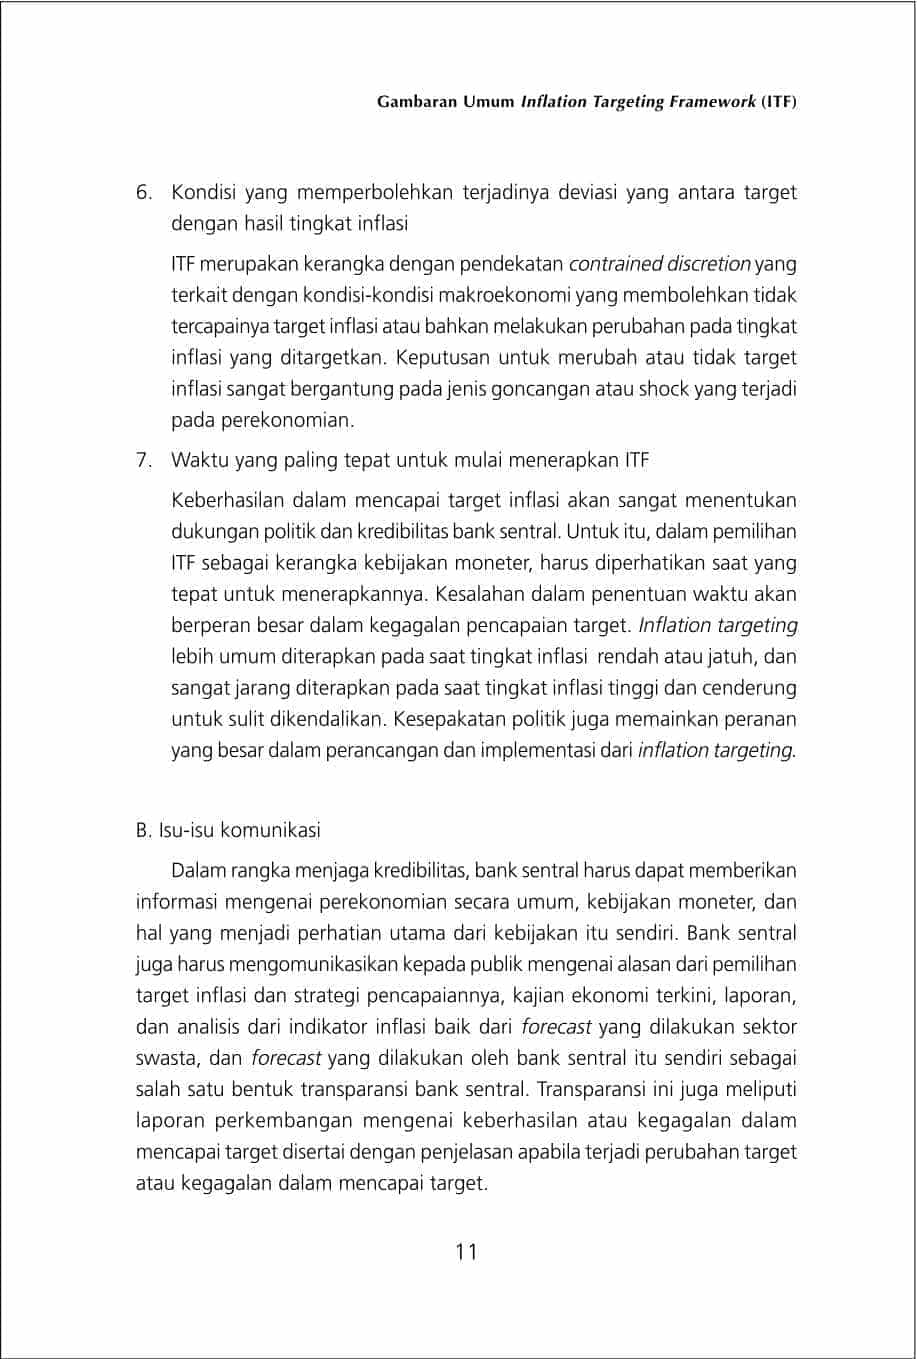 Gambaran Umum Inflation Targeting Framework (ITF)
6. Kondisi yang memperbolehkan terjadinya deviasi yang antara target
dengan hasil tingkat inflasi
ITF merupakan kerangka dengan pendekatan contrained discretion yang
terkait dengan kondisi-kondisi makroekonomi yang membolehkan tidak
tercapainya target inflasi atau bahkan melakukan perubahan pada tingkat
inflasi yang ditargetkan. Keputusan untuk merubah atau tidak target
inflasi sangat bergantung pada jenis goncangan atau shock yang terjadi
pada perekonomian.
7. Waktu yang paling tepat untuk mulai menerapkan ITF
Keberhasilan dalam mencapai target inflasi akan sangat menentukan
dukungan politik dan kredibilitas bank sentral. Untuk itu, dalam pemilihan
ITF sebagai kerangka kebijakan moneter, harus diperhatikan saat yang
tepat untuk menerapkannya. Kesalahan dalam penentuan waktu akan
berperan besar dalam kegagalan pencapaian target. Inflation targeting
lebih umum diterapkan pada saat tingkat inflasi rendah atau jatuh, dan
sangat jarang diterapkan pada saat tingkat inflasi tinggi dan cenderung
untuk sulit dikendalikan. Kesepakatan politik juga memainkan peranan
yang besar dalam perancangan dan implementasi dari inflation targeting.
B. Isu-isu komunikasi
Dalam rangka menjaga kredibilitas, bank sentral harus dapat memberikan
informasi mengenai perekonomian secara umum, kebijakan moneter, dan
hal yang menjadi perhatian utama dari kebijakan itu sendiri. Bank sentral
juga harus mengomunikasikan kepada publik mengenai alasan dari pemilihan
target inflasi dan strategi pencapaiannya, kajian ekonomi terkini, laporan,
dan analisis dari indikator inflasi baik dari forecast yang dilakukan sektor
swasta, dan forecast yang dilakukan oleh bank sentral itu sendiri sebagai
salah satu bentuk transparansi bank sentral. Transparansi ini juga meliputi
laporan perkembangan mengenai keberhasilan atau kegagalan dalam
mencapai target disertai dengan penjelasan apabila terjadi perubahan target
atau kegagalan dalam mencapai target.
11